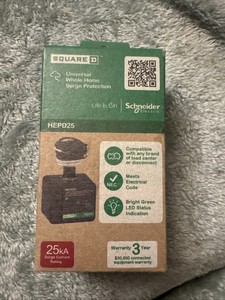 SQUARE D
Universal
Whole Home
Surge Protection
Life Is On
Schneider
Electric
HEPD25
Compatible
with any brand
of load center
or disconnect
NEC
Meets
Electrical
Code
Bright Green
LED Status
Indication
25kA
Surge Current
Rating
Warranty 3 Year
$10,000 connected
equipment warranty